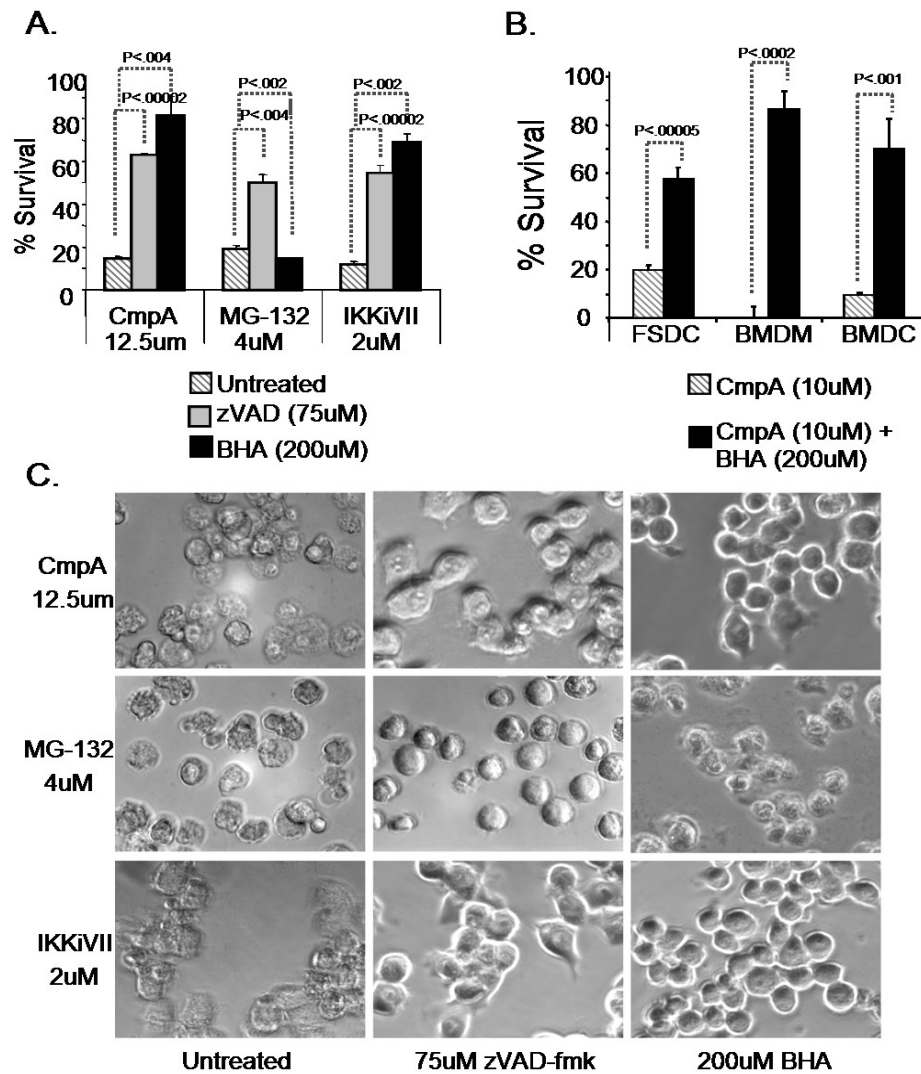 A.
P<.004
P<.00002
P<.002
P<.004
P<.002
P<.00002
100
80
60
40
20
0
% Survival
CmpA
12.5um
MG-132
4uM
IKKiVII
2uM
Untreated
zVAD (75uM)
BHA (200uM)
B.
P<.0002
P<.001
P<.00005
100
80
60
40
20
0
% Survival
FSDC
BMDM
BMDC
CmpA (10uM)
CmpA (10uM) +
BHA (200uM)
C.
CmpA
12.5um
MG-132
4uM
IKKiVII
2uM
Untreated
75uM zVAD-fmk
200uM BHA